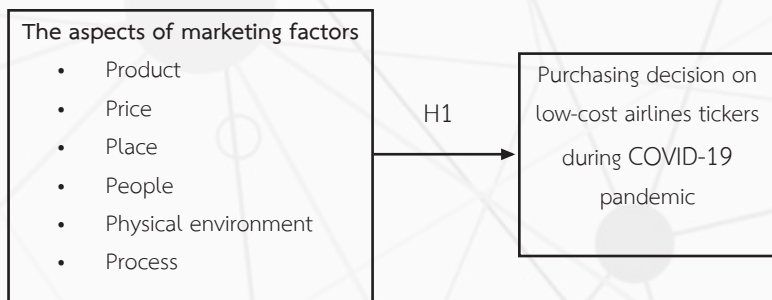 The aspects of marketing factors
• Product
• Price
• Place
• People
• Physical environment
• Process
H1
Purchasing decision on
low-cost airlines tickers
during COVID-19
pandemic